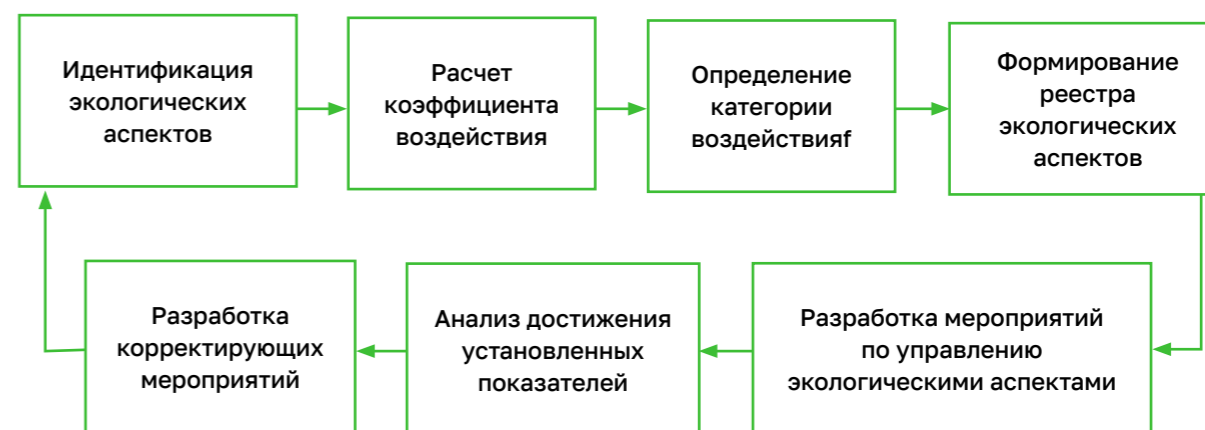 Идентификация
экологических
аспектов
Расчет
коэффициента
воздействия
Определение
категории
воздействияf
Формирование
реестра
экологических
аспектов
Разработка мероприятий
по управлению
экологическими аспектами
Анализ достижения
установленных
показателей
Разработка
корректирующих
мероприятий